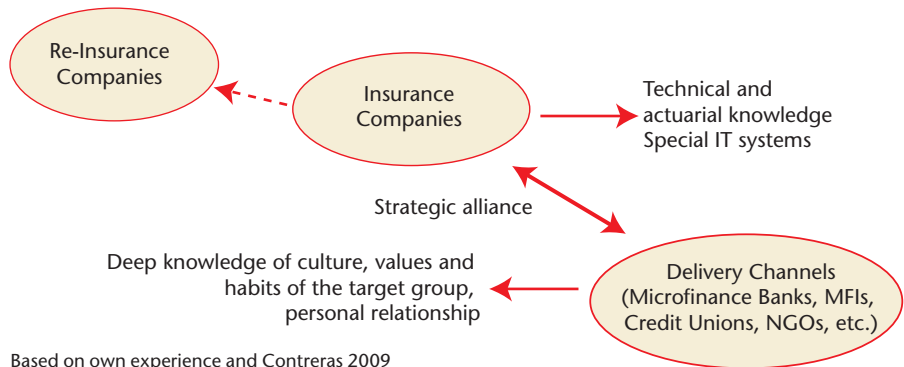 Re-Insurance
Companies
Insurance
Companies
Technical and
actuarial knowledge
Special IT systems
Strategic alliance
Deep knowledge of culture, values and
habits of the target group,
personal relationship
Delivery Channels
(Microfinance Banks, MFIs,
Credit Unions, NGOs, etc.)
Based on own experience and Contreras 2009